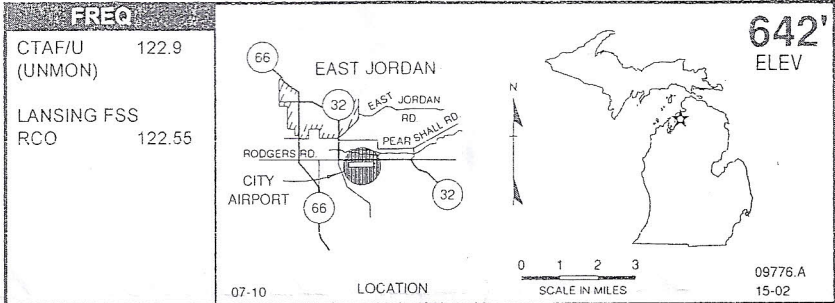 FREQ
CTAF/U 122.9
(UNMON)
LANSING FSS
RCO 122.55
66
EAST JORDAN
32
EAST JORDAN
RD.
PEAR SHALL RD.
RODGERS RD.
CITY
AIRPORT
66
32
07-10
LOCATION
N
642'
ELEV
0 1 2 3
SCALE IN MILES
09776.A
15-02